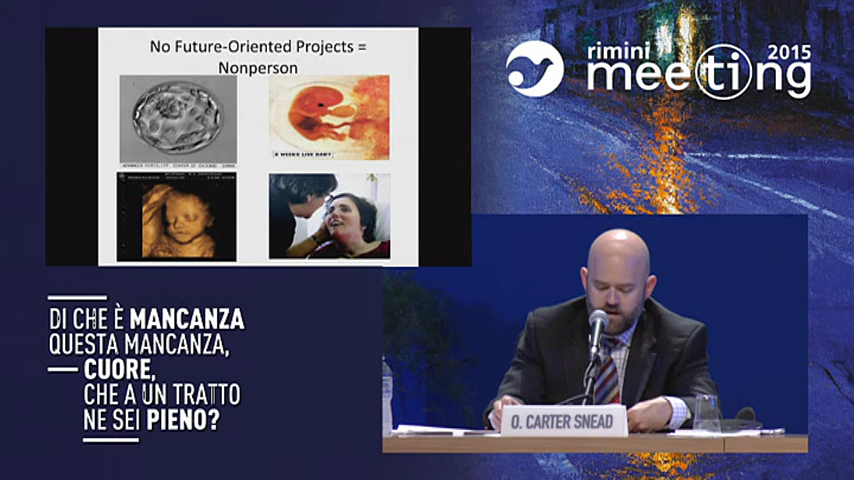 No Future-Oriented Projects =
Nonperson
8 WEEKS LIVE BABY
rimini
meeting
2015
DI CHE È MANCANZA
QUESTA MANCANZA,
CUORE,
CHE A UN TRATTO
NE SEI PIENO?
O. CARTER SNEAD